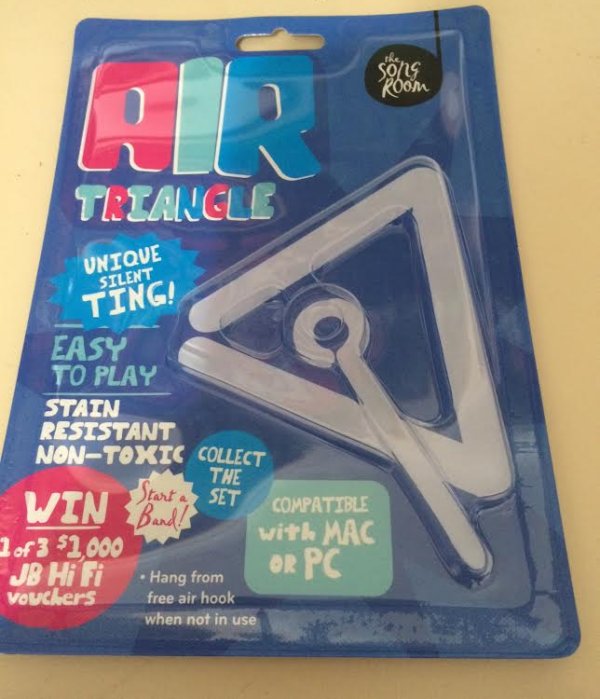 the
SONG
ROOM
AIR
TRIANGLE
UNIQUE
SILENT
TING!
EASY
TO PLAY
STAIN
RESISTANT
NON-TOXIC
COLLECT
THE
SET
WIN
1 of 3 $1,000
JB Hi Fi
vouchers
Start a
Band!
COMPATIBLE
with MAC
OR PC
• Hang from
free air hook
when not in use